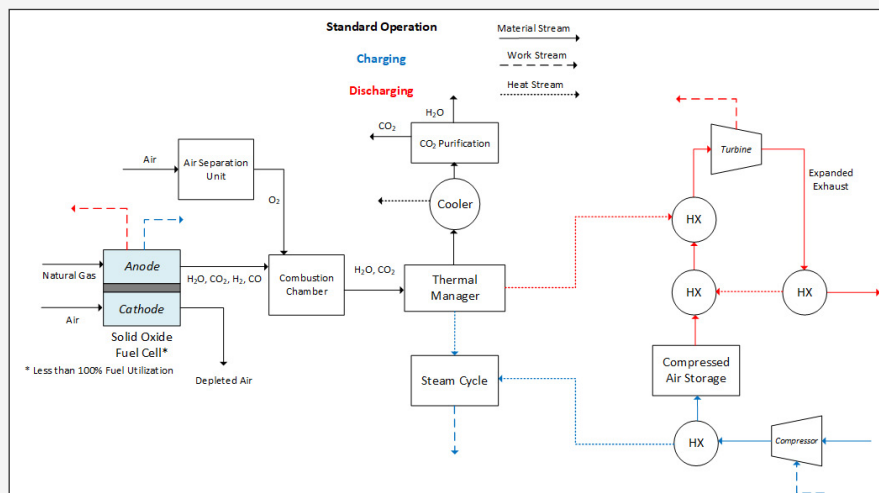 Standard Operation
Material Stream
Charging
Work Stream
Discharging
Heat Stream
H₂O
CO₂
CO₂ Purification
Turbine
Air
Air Separation
Unit
Expanded
Exhaust
O₂
Cooler
HX
Natural Gas
Anode
H₂O, CO₂, H₂, CO
Combustion
Chamber
H₂O, CO₂
Thermal
Manager
HX
HX
Air
Cathode
Solid Oxide
Fuel Cell*
* Less than 100% Fuel Utilization
Depleted Air
Steam Cycle
Compressed
Air Storage
HX
Compressor